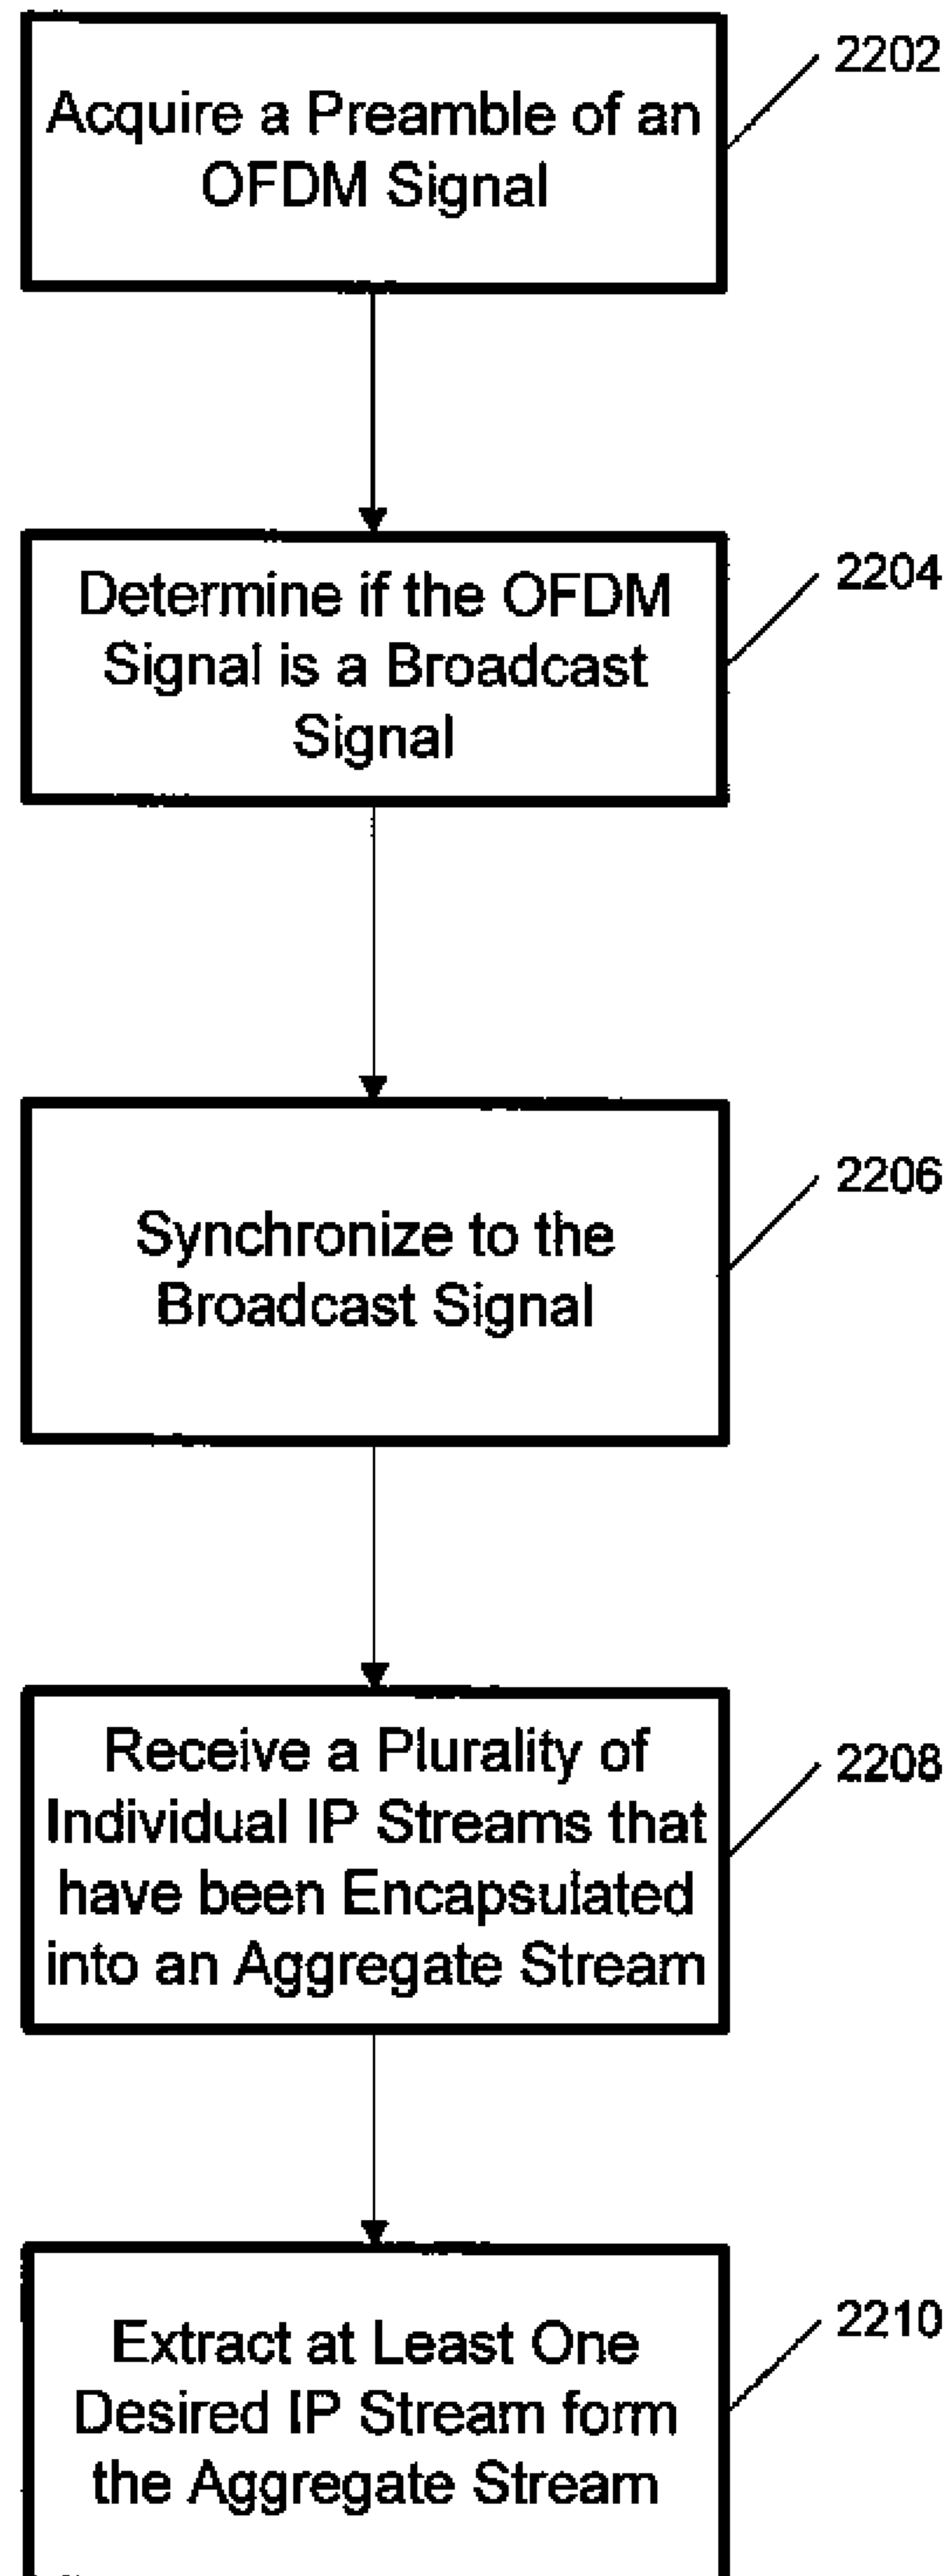 Acquire a Preamble of an
OFDM Signal
2202
Determine if the OFDM
Signal is a Broadcast
Signal
2204
Synchronize to the
Broadcast Signal
2206
Receive a Plurality of
Individual IP Streams that
have been Encapsulated
into an Aggregate Stream
2208
Extract at Least One
Desired IP Stream form
the Aggregate Stream
2210